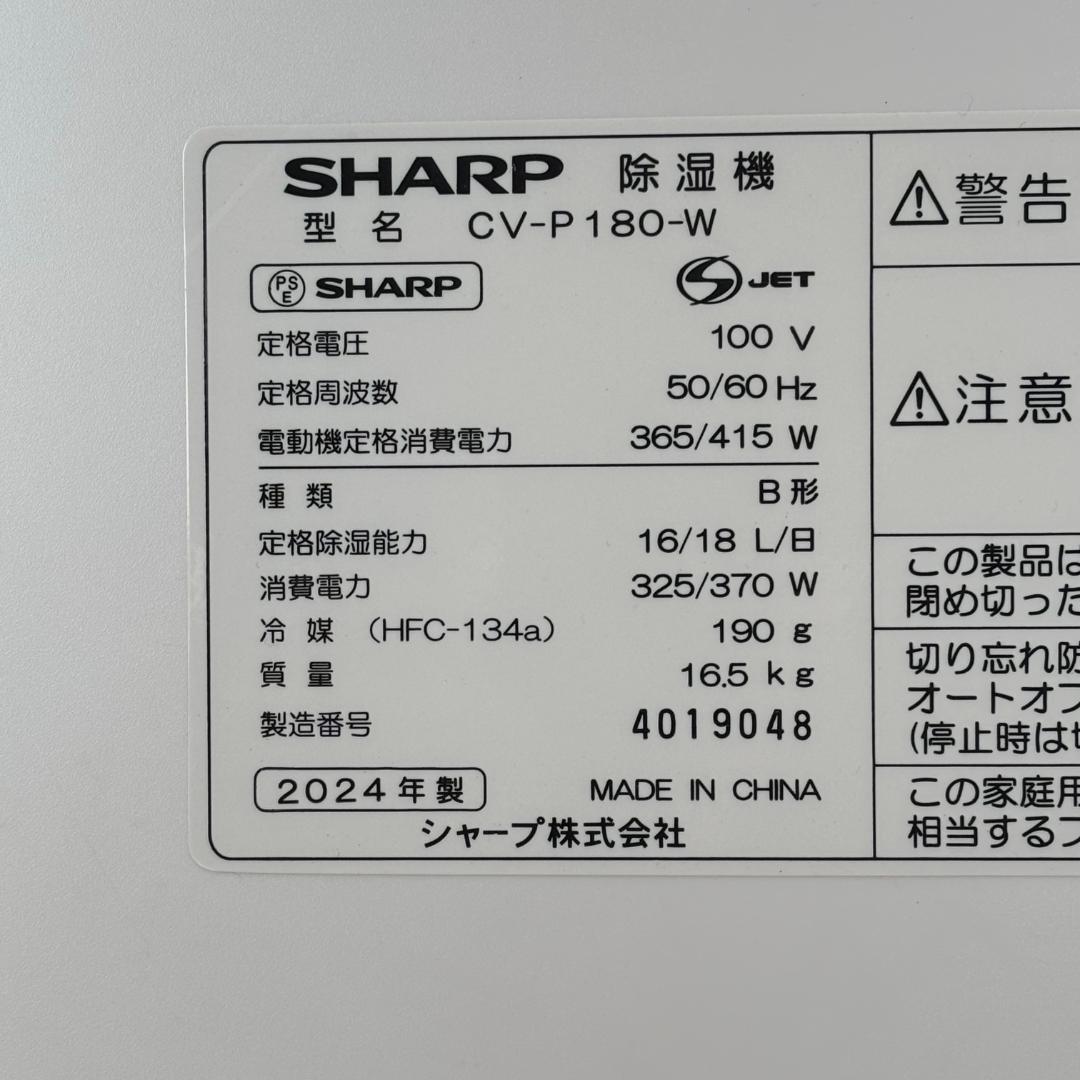 SHARP 除湿機
型名 CV-P180-W
PSE SHARP
S JET
定格電圧 100 V
定格周波数 50/60 Hz
電動機定格消費電力 365/415 W
種類 B形
定格除湿能力 16/18 L/日
消費電力 325/370 W
冷媒 (HFC-134a) 190 g
質量 16.5 kg
製造番号 4019048
2024年製 MADE IN CHINA
シャープ株式会社
⚠警告
⚠注意
この製品は
閉め切った
切り忘れ防
オートオフ
(停止時は
この家庭用
相当する